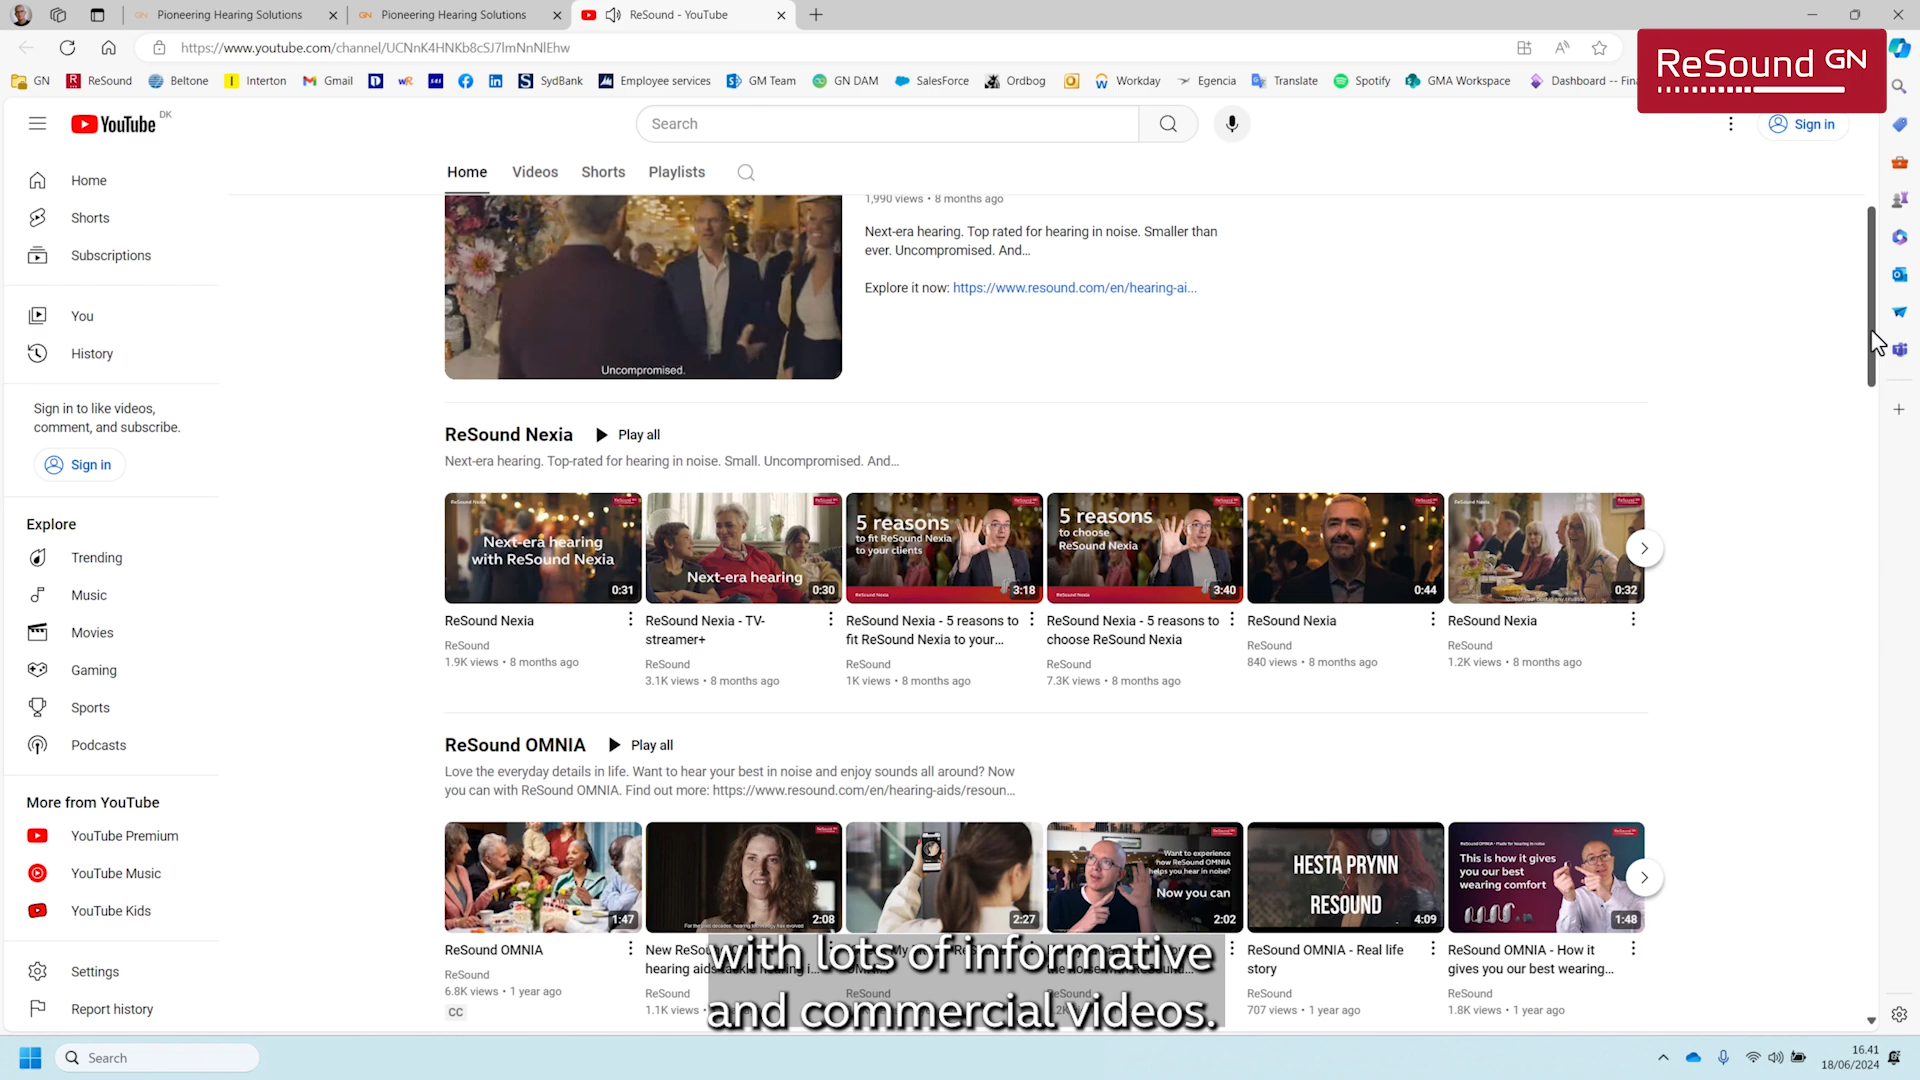 Pioneering Hearing Solutions
Pioneering Hearing Solutions
ReSound - YouTube
https://www.youtube.com/channel/UCNnK4HNKb8cSJ7lmNnNlEhw
ReSound GN
GN
ReSound
Beltone
Interton
Gmail
SydBank
Employee services
GM Team
GN DAM
SalesForce
Ordbog
Workday
Egencia
Translate
Spotify
GMA Workspace
Dashboard -- Fin
YouTube DK
Search
Sign in
Home
Videos
Shorts
Playlists
Home
Shorts
Subscriptions
You
History
Sign in to like videos,
comment, and subscribe.
Sign in
Explore
Trending
Music
Movies
Gaming
Sports
Podcasts
More from YouTube
YouTube Premium
YouTube Music
YouTube Kids
Settings
Report history
Uncompromised.
1,990 views • 8 months ago
Next-era hearing. Top rated for hearing in noise. Smaller than
ever. Uncompromised. And...
Explore it now: https://www.resound.com/en/hearing-ai...
ReSound Nexia
Play all
Next-era hearing. Top-rated for hearing in noise. Small. Uncompromised. And...
Next-era hearing
with ReSound Nexia
0:31
Next-era hearing
0:30
5 reasons
to fit ReSound Nexia
to your clients
3:18
5 reasons
to choose
ReSound Nexia
3:40
0:44
0:32
ReSound Nexia
ReSound
1.9K views • 8 months ago
ReSound Nexia - TV-
streamer+
ReSound
3.1K views • 8 months ago
ReSound Nexia - 5 reasons to
fit ReSound Nexia to your...
ReSound
1K views • 8 months ago
ReSound Nexia - 5 reasons to
choose ReSound Nexia
ReSound
7.3K views • 8 months ago
ReSound Nexia
ReSound
840 views • 8 months ago
ReSound Nexia
ReSound
1.2K views • 8 months ago
ReSound OMNIA
Play all
Love the everyday details in life. Want to hear your best in noise and enjoy sounds all around? Now
you can with ReSound OMNIA. Find out more: https://www.resound.com/en/hearing-aids/resoun...
1:47
2:08
2:27
Want to experience
how ReSound OMNIA
helps you hear in noise?
Now you can
2:02
HESTA PRYNN
RESOUND
4:09
ReSound OMNIA - Made for hearing in noise
This is how it gives
you our best
wearing comfort
1:48
ReSound OMNIA
ReSound
6.8K views • 1 year ago
CC
New ReSo
hearing aids
ReSound
1.1K views
ReSound
ReSound
ReSound OMNIA - Real life
story
ReSound
707 views • 1 year ago
ReSound OMNIA - How it
gives you our best wearing...
ReSound
1.8K views • 1 year ago
with lots of informative
and commercial videos.
Search
16.41
18/06/2024